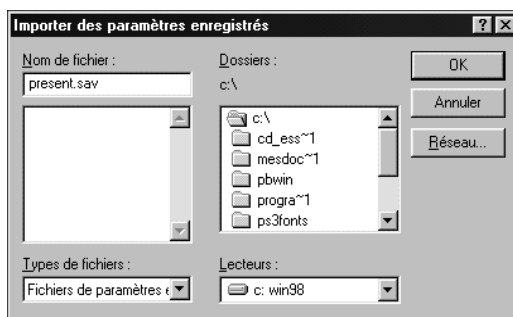 Importer des paramètres enregistrés
Nom de fichier :
present.sav
Dossiers :
c:\
c:\
cd_ess~1
mesdoc~1
pbwin
progra~1
ps3fonts
OK
Annuler
Réseau...
Types de fichiers :
Fichiers de paramètres e
Lecteurs :
c: win98